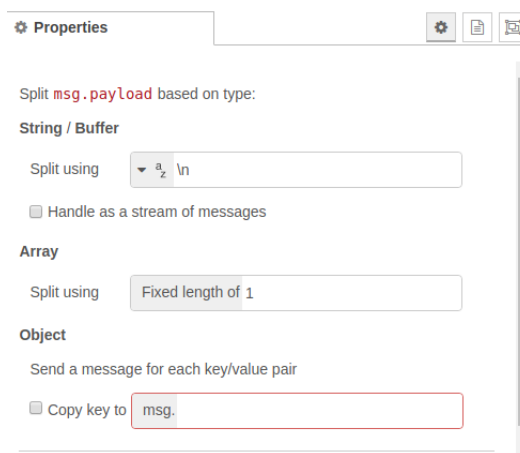 Properties
Split msg.payload based on type:
String / Buffer
Split using a z \n
Handle as a stream of messages
Array
Split using Fixed length of 1
Object
Send a message for each key/value pair
Copy key to msg.